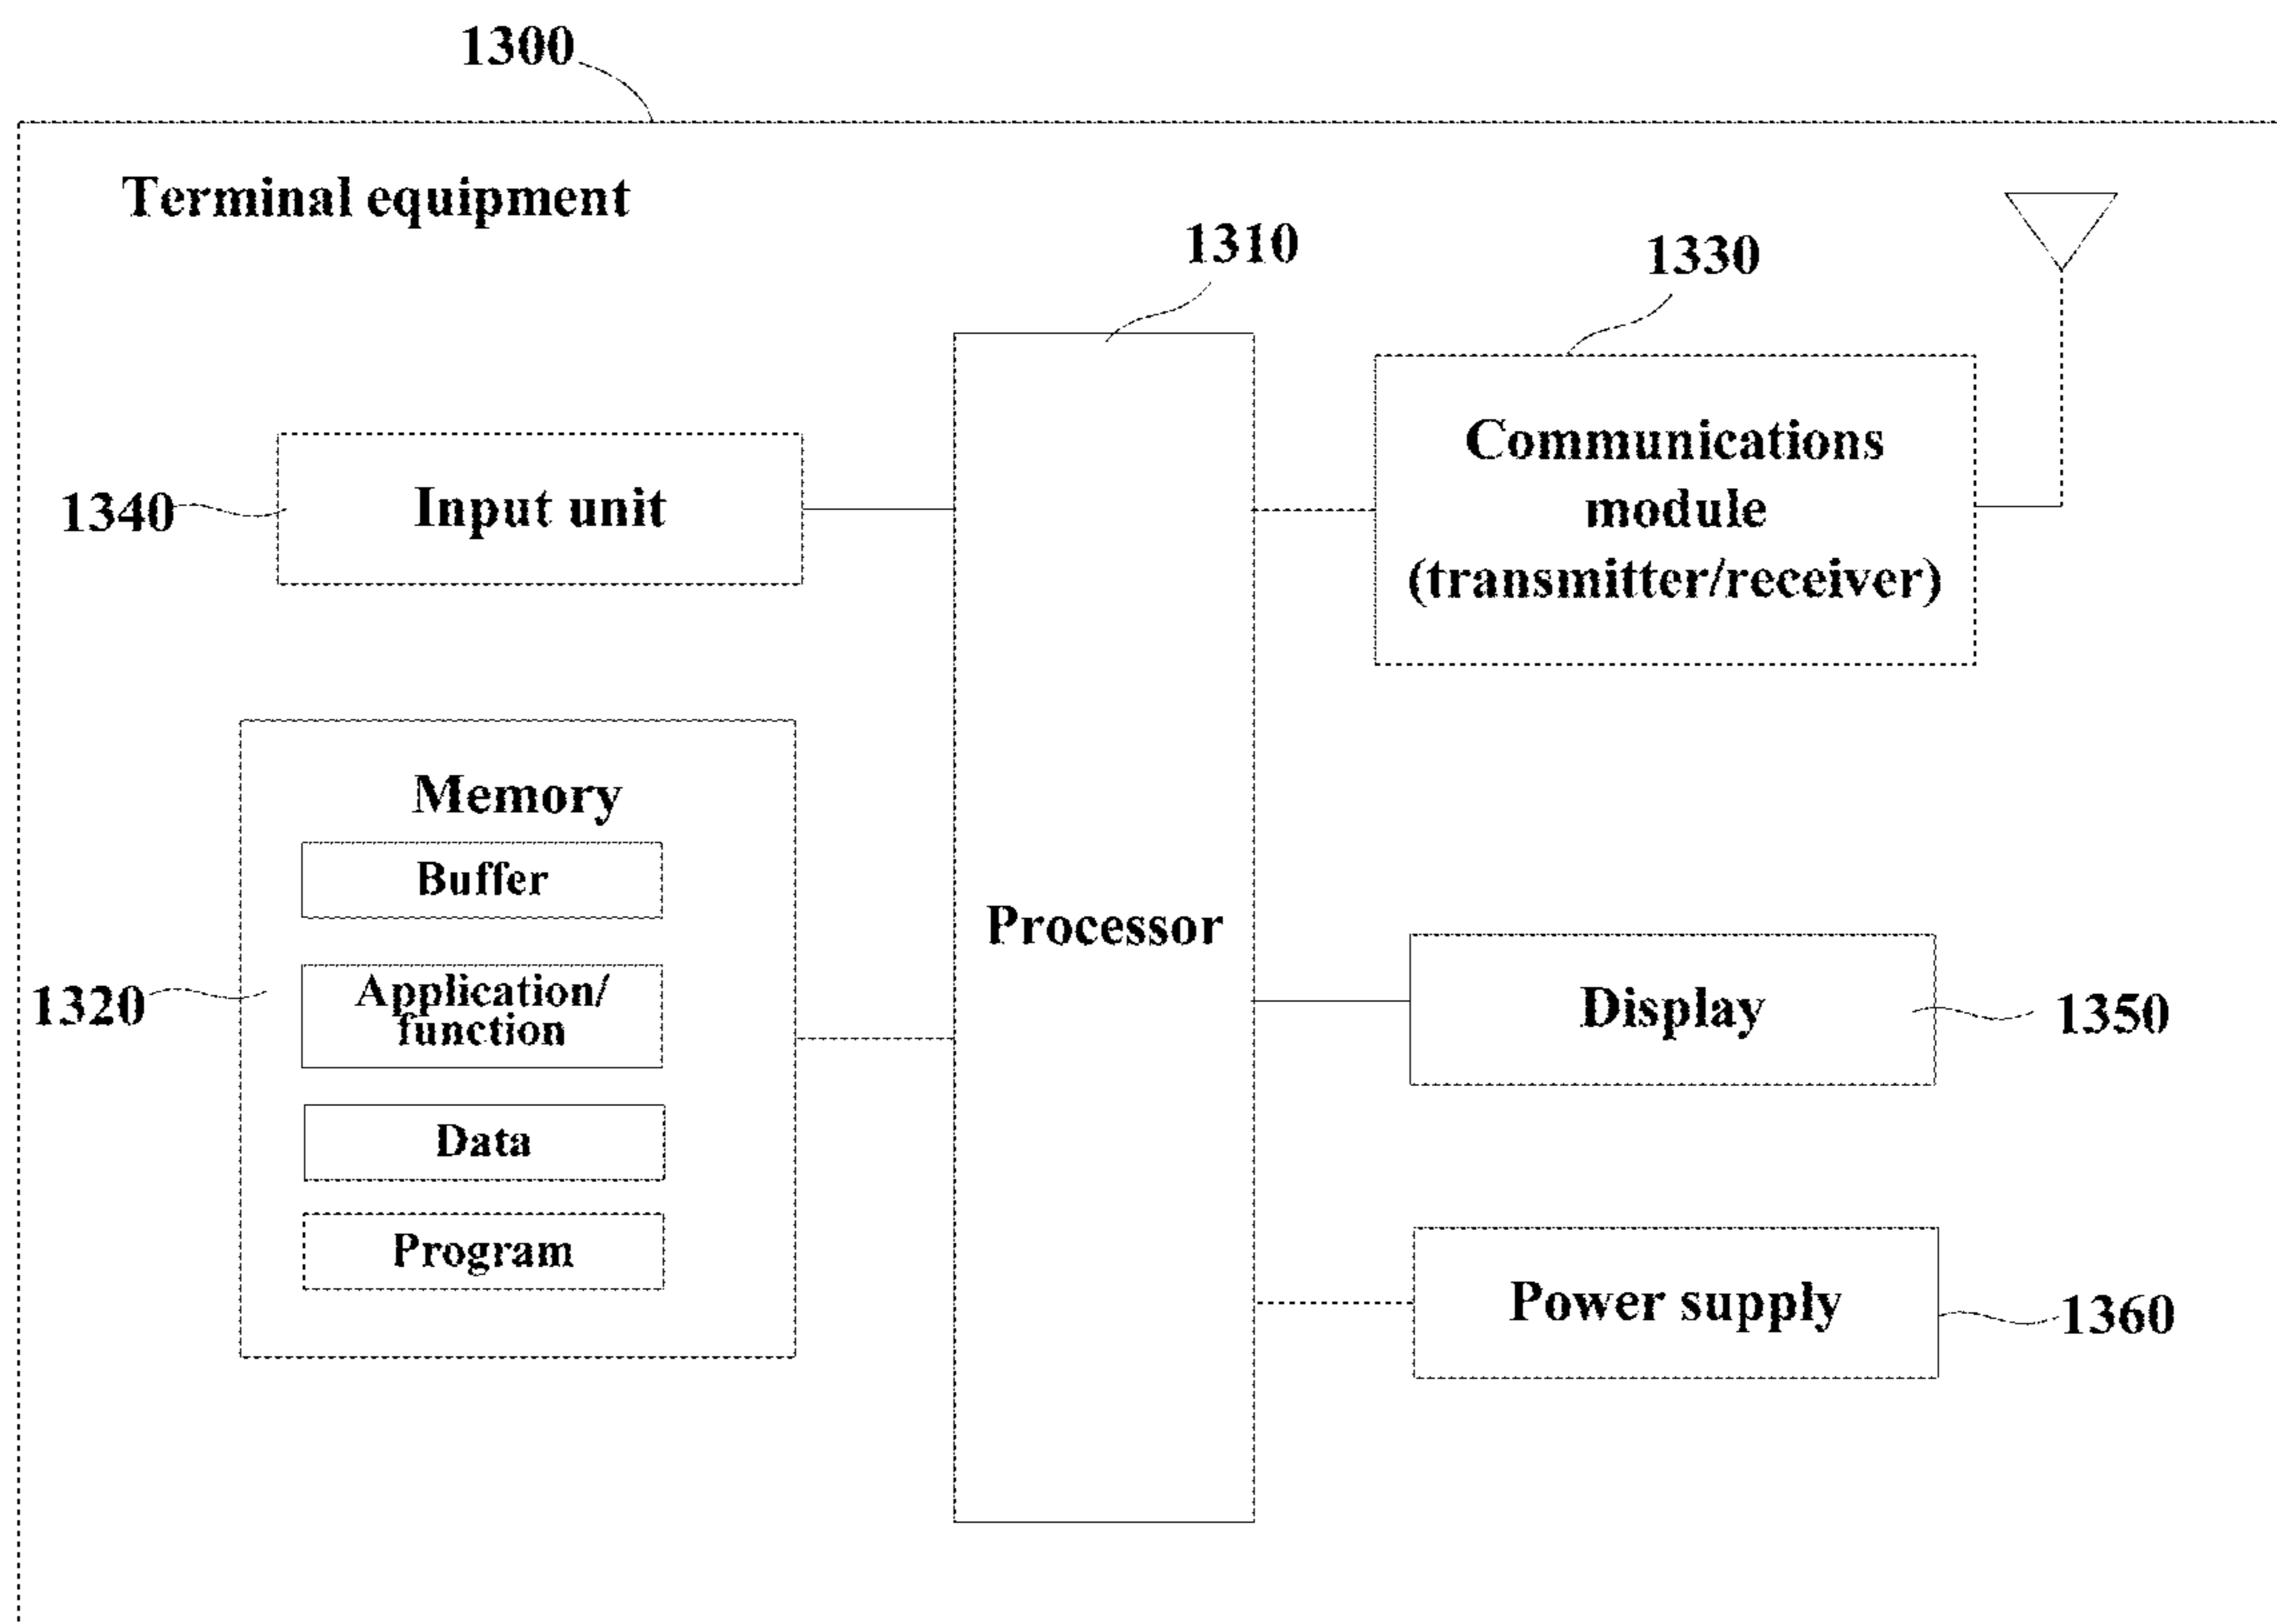 1300
Terminal equipment
1310
1330
Communications
module
(transmitter/receiver)
1340
Input unit
Memory
Buffer
Application/
function
Data
Program
1320
Processor
Display
1350
Power supply
1360